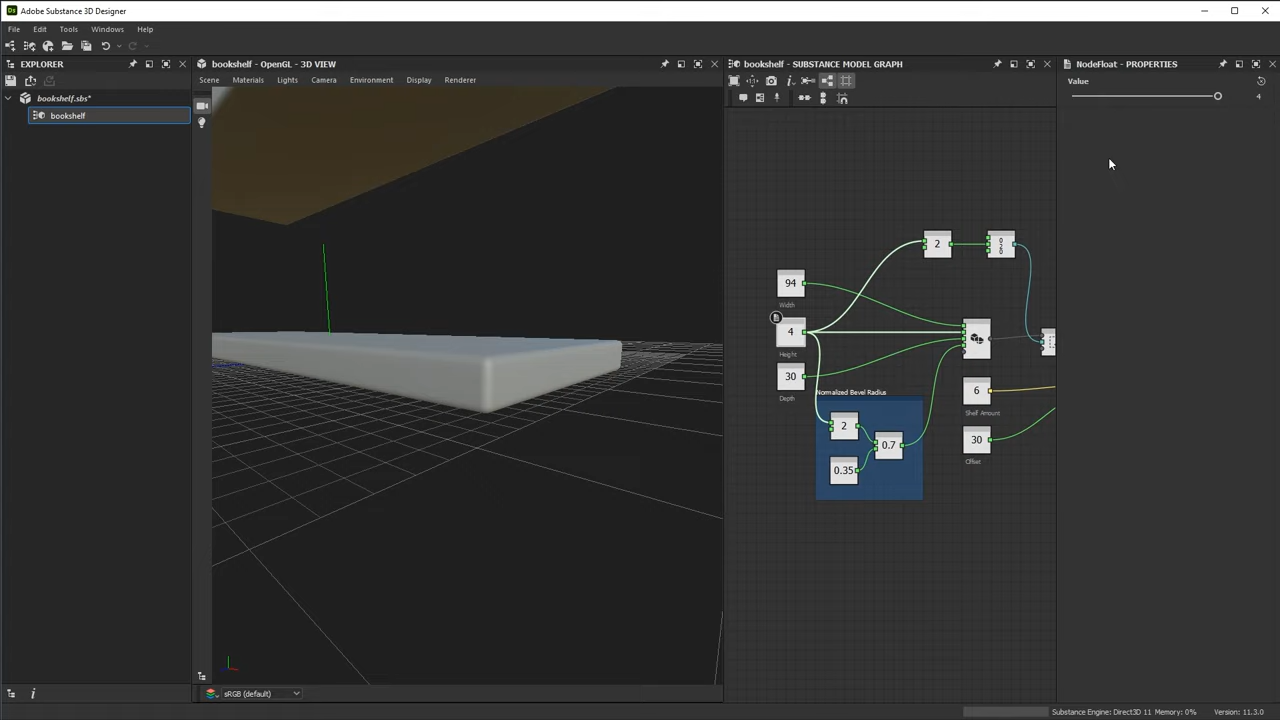 Ds Adobe Substance 3D Designer
File Edit Tools Windows Help
EXPLORER
bookshelf.sbs*
bookshelf
bookshelf - OpenGL - 3D VIEW
Scene Materials Lights Camera Environment Display Renderer
sRGB (default)
bookshelf - SUBSTANCE MODEL GRAPH
2
94
Width
4
Height
30
Depth
Normalized Bevel Radius
2
0.7
0.35
6
Shelf Amount
30
Offset
NodeFloat - PROPERTIES
Value
4
Substance Engine: Direct3D 11 Memory: 0% Version: 11.3.0